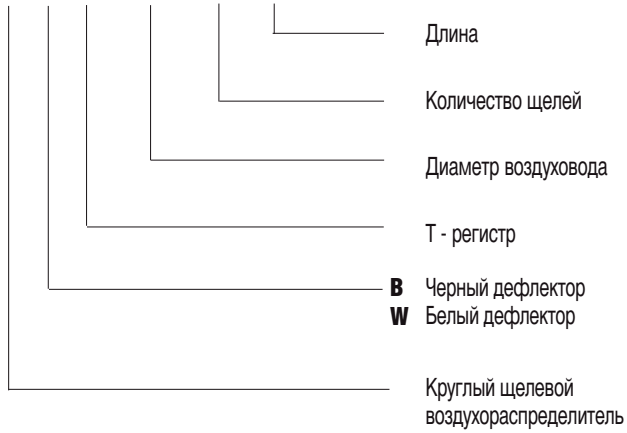 Длина
Количество щелей
Диаметр воздуховода
Т - регистр
B Черный дефлектор
W Белый дефлектор
Круглый щелевой
воздухораспределитель